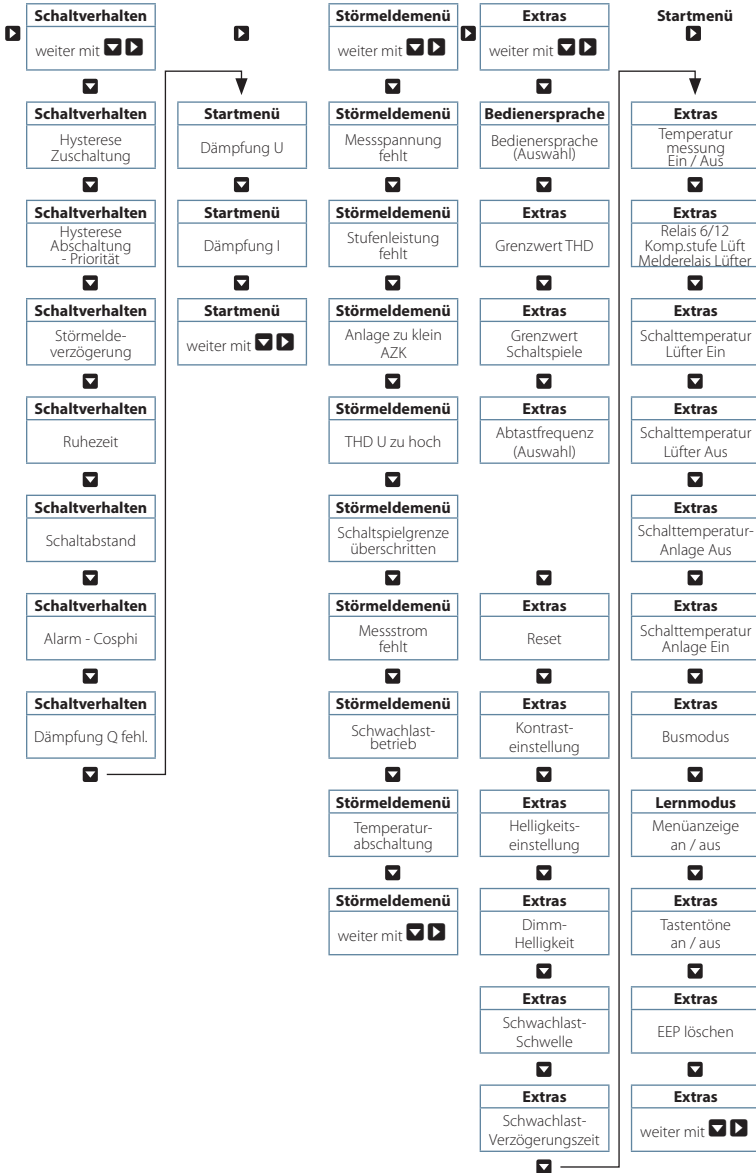 Schaltverhalten
weiter mit
Schaltverhalten
Hysterese
Zuschaltung
Schaltverhalten
Hysterese
Abschaltung
- Priorität
Schaltverhalten
Störmelde-
verzögerung
Schaltverhalten
Ruhezeit
Schaltverhalten
Schaltabstand
Schaltverhalten
Alarm - Cosphi
Schaltverhalten
Dämpfung Q fehl.
Startmenü
Dämpfung U
Startmenü
Dämpfung I
Startmenü
weiter mit
Störmeldemenü
weiter mit
Störmeldemenü
Messspannung
fehlt
Störmeldemenü
Stufenleistung
fehlt
Störmeldemenü
Anlage zu klein
AZK
Störmeldemenü
THD U zu hoch
Störmeldemenü
Schaltspielgrenze
überschritten
Störmeldemenü
Messstrom
fehlt
Störmeldemenü
Schwachlast-
betrieb
Störmeldemenü
Temperatur-
abschaltung
Störmeldemenü
weiter mit
Extras
weiter mit
Bedienersprache
Bedienersprache
(Auswahl)
Extras
Grenzwert THD
Extras
Grenzwert
Schaltspiele
Extras
Abtastfrequenz
(Auswahl)
Extras
Reset
Extras
Kontrast-
einstellung
Extras
Helligkeits-
einstellung
Extras
Dimm-
Helligkeit
Extras
Schwachlast-
Schwelle
Extras
Schwachlast-
Verzögerungszeit
Startmenü
Extras
Temperatur
messung
Ein / Aus
Extras
Relais 6/12
Komp.stufe Lüft
Melderelais Lüfter
Extras
Schalttemperatur
Lüfter Ein
Extras
Schalttemperatur
Lüfter Aus
Extras
Schalttemperatur-
Anlage Aus
Extras
Schalttemperatur
Anlage Ein
Extras
Busmodus
Lernmodus
Menüanzeige
an / aus
Extras
Tastentöne
an / aus
Extras
EEP löschen
Extras
weiter mit